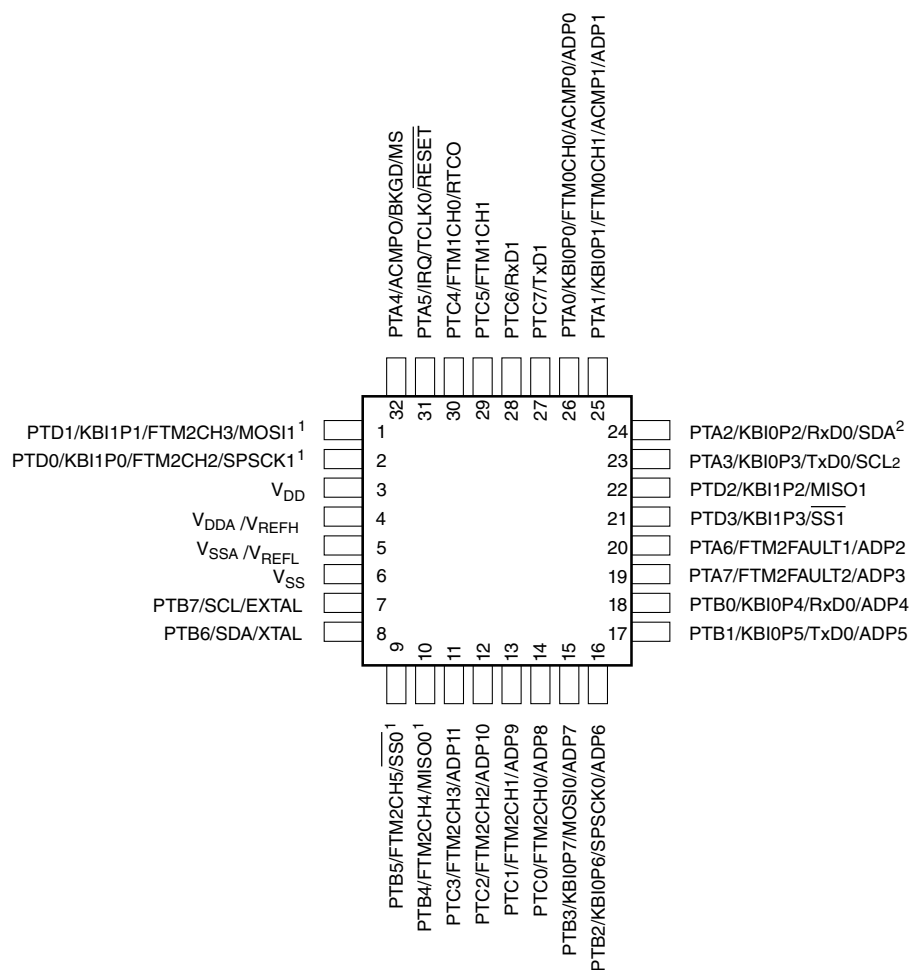 PTA4/ACMPO/BKGD/MS
PTA5/IRQ/TCLK0/RESET
PTC4/FTM1CH0/RTCO
PTC5/FTM1CH1
PTC6/RxD1
PTC7/TxD1
PTA0/KBI0P0/FTM0CH0/ACMP0/ADP0
PTA1/KBI0P1/FTM0CH1/ACMP1/ADP1
32
31
30
29
28
27
26
25
PTD1/KBI1P1/FTM2CH3/MOSI1¹ 1
PTD0/KBI1P0/FTM2CH2/SPSCK1¹ 2
VDD 3
VDDA /VREFH 4
VSSA /VREFL 5
VSS 6
PTB7/SCL/EXTAL 7
PTB6/SDA/XTAL 8
24 PTA2/KBI0P2/RxD0/SDA²
23 PTA3/KBI0P3/TxD0/SCL2
22 PTD2/KBI1P2/MISO1
21 PTD3/KBI1P3/SS1
20 PTA6/FTM2FAULT1/ADP2
19 PTA7/FTM2FAULT2/ADP3
18 PTB0/KBI0P4/RxD0/ADP4
17 PTB1/KBI0P5/TxD0/ADP5
9
10
11
12
13
14
15
16
PTB5/FTM2CH5/SS0¹
PTB4/FTM2CH4/MISO0¹
PTC3/FTM2CH3/ADP11
PTC2/FTM2CH2/ADP10
PTC1/FTM2CH1/ADP9
PTC0/FTM2CH0/ADP8
PTB3/KBI0P7/MOSI0/ADP7
PTB2/KBI0P6/SPSCK0/ADP6